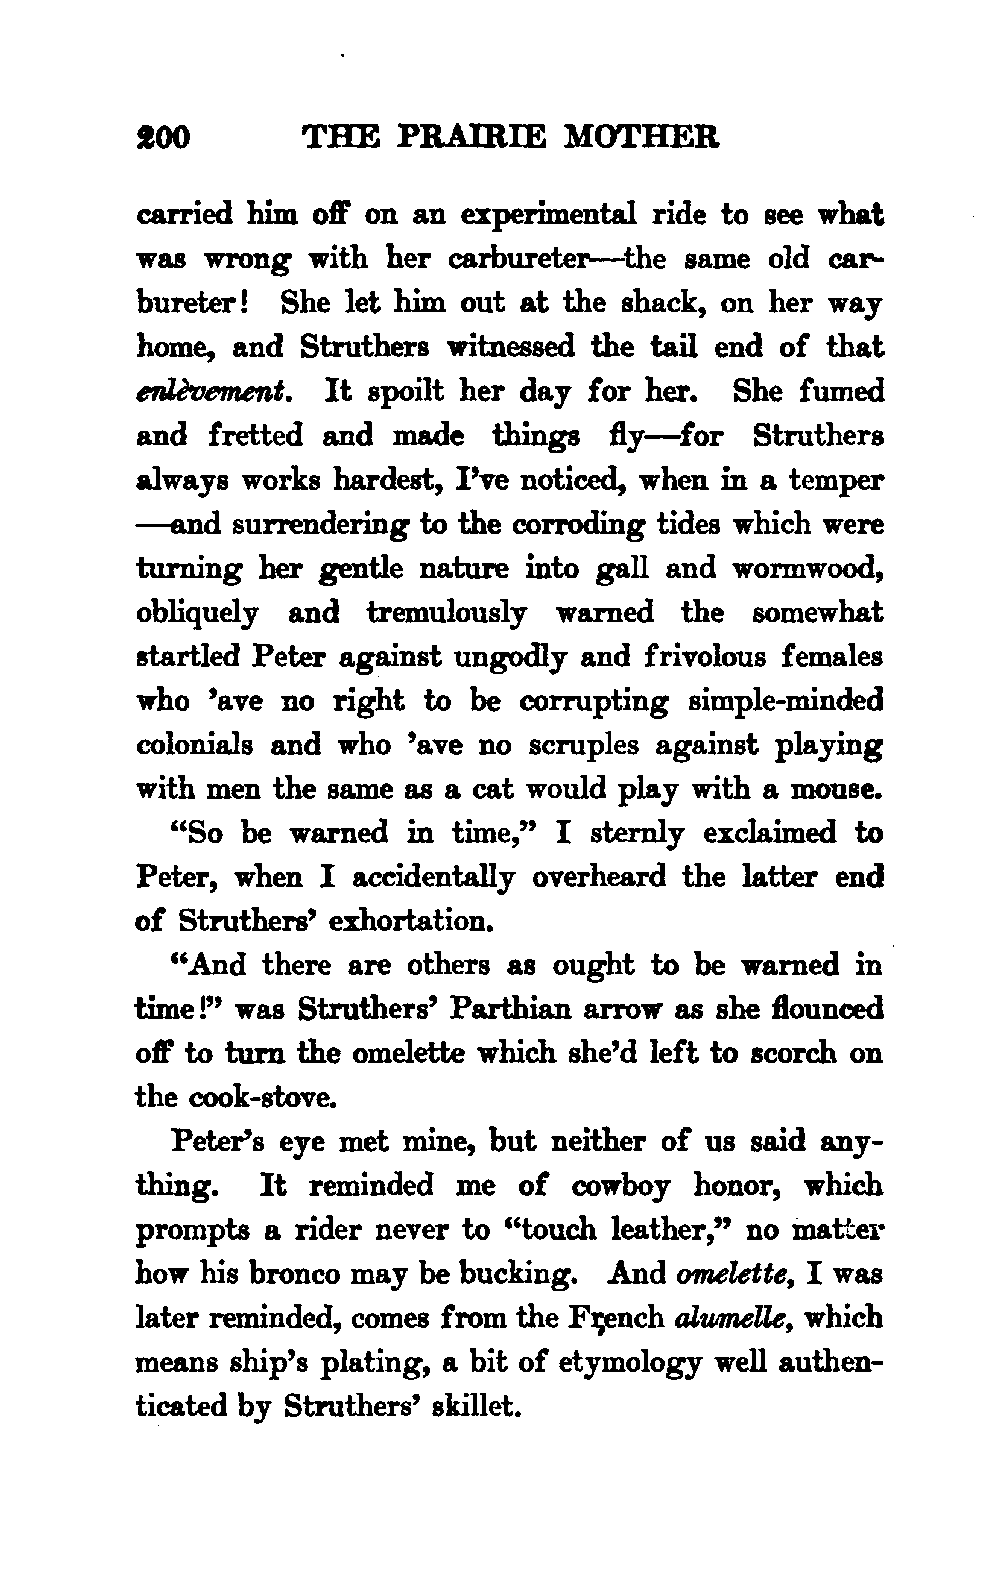 200 THE PRAIRIE MOTHER
carried him off on an experimental ride to see what
was wrong with her carbureter—the same old car-
bureter! She let him out at the shack, on her way
home, and Struthers witnessed the tail end of that
enlèvement. It spoilt her day for her. She fumed
and fretted and made things fly—for Struthers
always works hardest, I've noticed, when in a temper
—and surrendering to the corroding tides which were
turning her gentle nature into gall and wormwood,
obliquely and tremulously warned the somewhat
startled Peter against ungodly and frivolous females
who 'ave no right to be corrupting simple-minded
colonials and who 'ave no scruples against playing
with men the same as a cat would play with a mouse.
"So be warned in time," I sternly exclaimed to
Peter, when I accidentally overheard the latter end
of Struthers' exhortation.
"And there are others as ought to be warned in
time!" was Struthers' Parthian arrow as she flounced
off to turn the omelette which she'd left to scorch on
the cook-stove.
Peter's eye met mine, but neither of us said any-
thing. It reminded me of cowboy honor, which
prompts a rider never to "touch leather," no matter
how his bronco may be bucking. And omelette, I was
later reminded, comes from the French alumelle, which
means ship's plating, a bit of etymology well authen-
ticated by Struthers' skillet.